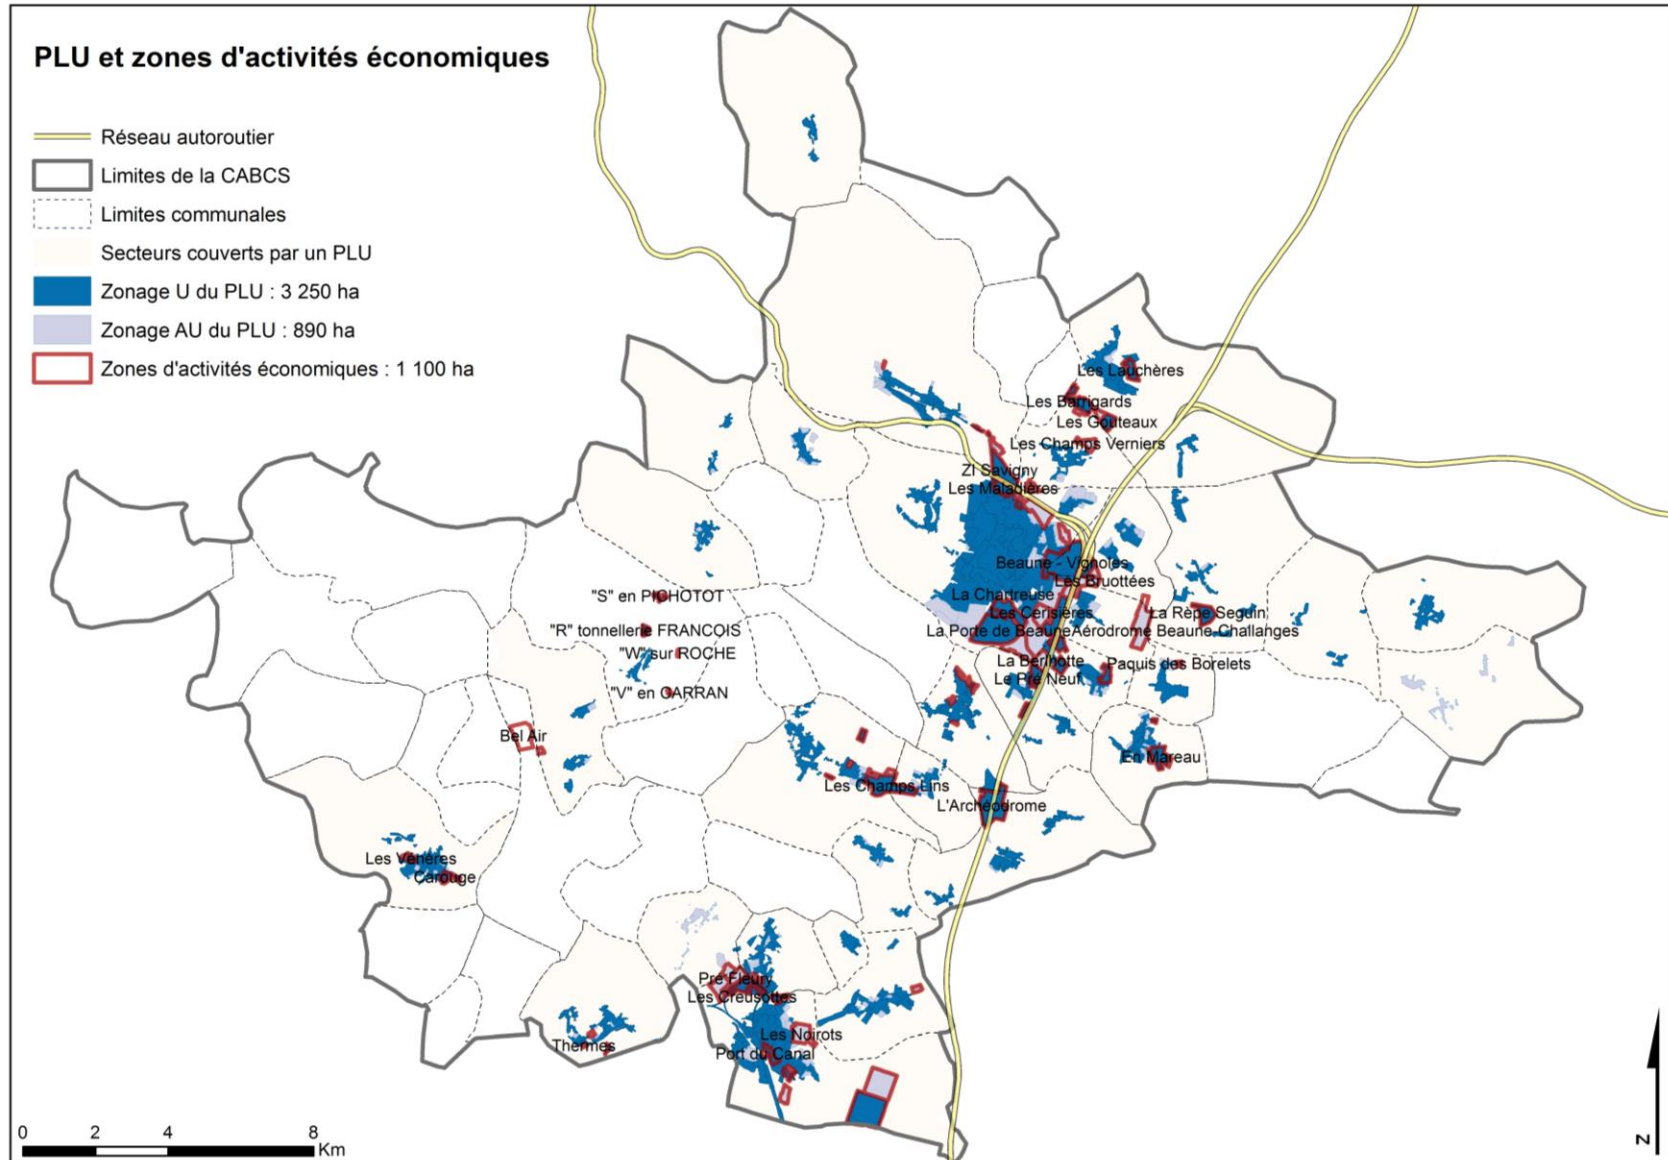 PLU et zones d'activités économiques
Réseau autoroutier
Limites de la CABCS
Limites communales
Secteurs couverts par un PLU
Zonage U du PLU : 3 250 ha
Zonage AU du PLU : 890 ha
Zones d'activités économiques : 1 100 ha
Les Lauchères
Les Barrigards
Les Gouteaux
Les Champs Verniers
ZI Savigny
Les Maladières
Beaune - Vignoles
Les Bruottées
"S" en PICHOTOT
La Chartreuse
Les Cerisières
La Rèpe Seguin
"R" tonnellerie FRANCOIS
La Porte de Beaune
Aérodrome Beaune-Challanges
"W" sur ROCHE
La Berlhotte
Paquis des Borelets
Le Pré Neuf
"V" en CARRAN
Bel Air
En Mareau
Les Champs Lins
L'Archéodrome
Les Vehères
Carouge
Pré Fleury
Les Creusottes
Les Noirots
Thermes
Port du Canal
0 2 4 8
Km
N